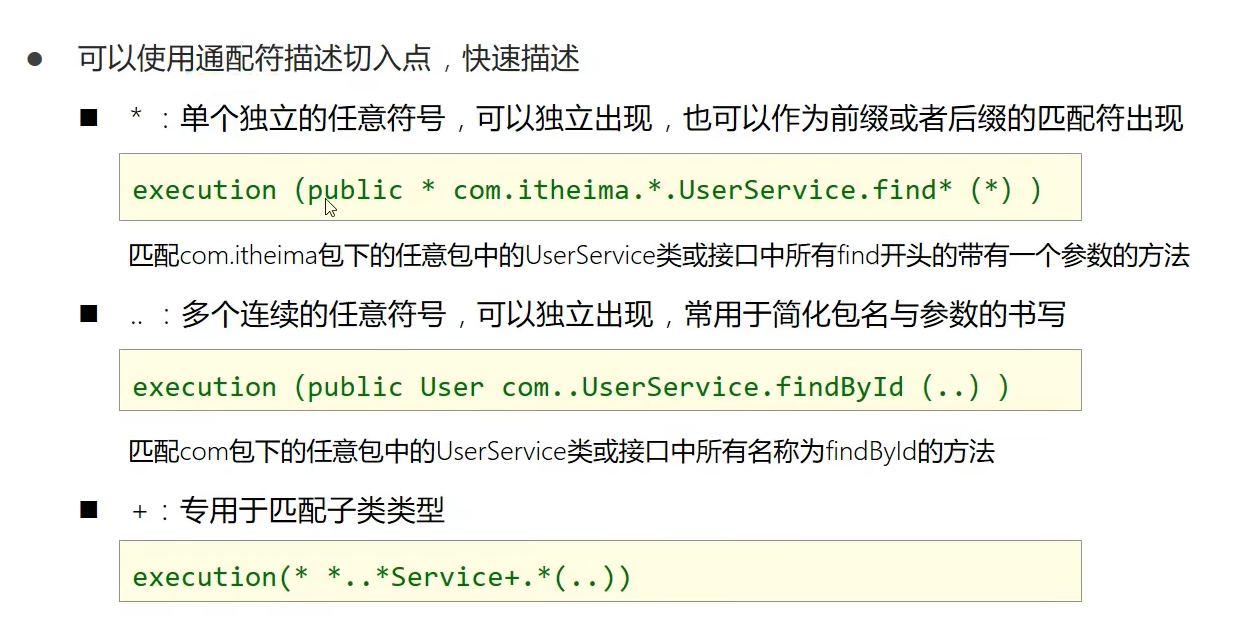 ● 可以使用通配符描述切入点，快速描述
■ * ：单个独立的任意符号，可以独立出现，也可以作为前缀或者后缀的匹配符出现
execution (public * com.itheima.*.UserService.find* (*) )
匹配com.itheima包下的任意包中的UserService类或接口中所有find开头的带有一个参数的方法
■ .. ：多个连续的任意符号，可以独立出现，常用于简化包名与参数的书写
execution (public User com..UserService.findById (..) )
匹配com包下的任意包中的UserService类或接口中所有名称为findById的方法
■ + ：专用于匹配子类类型
execution(* *..*Service+.*(..))